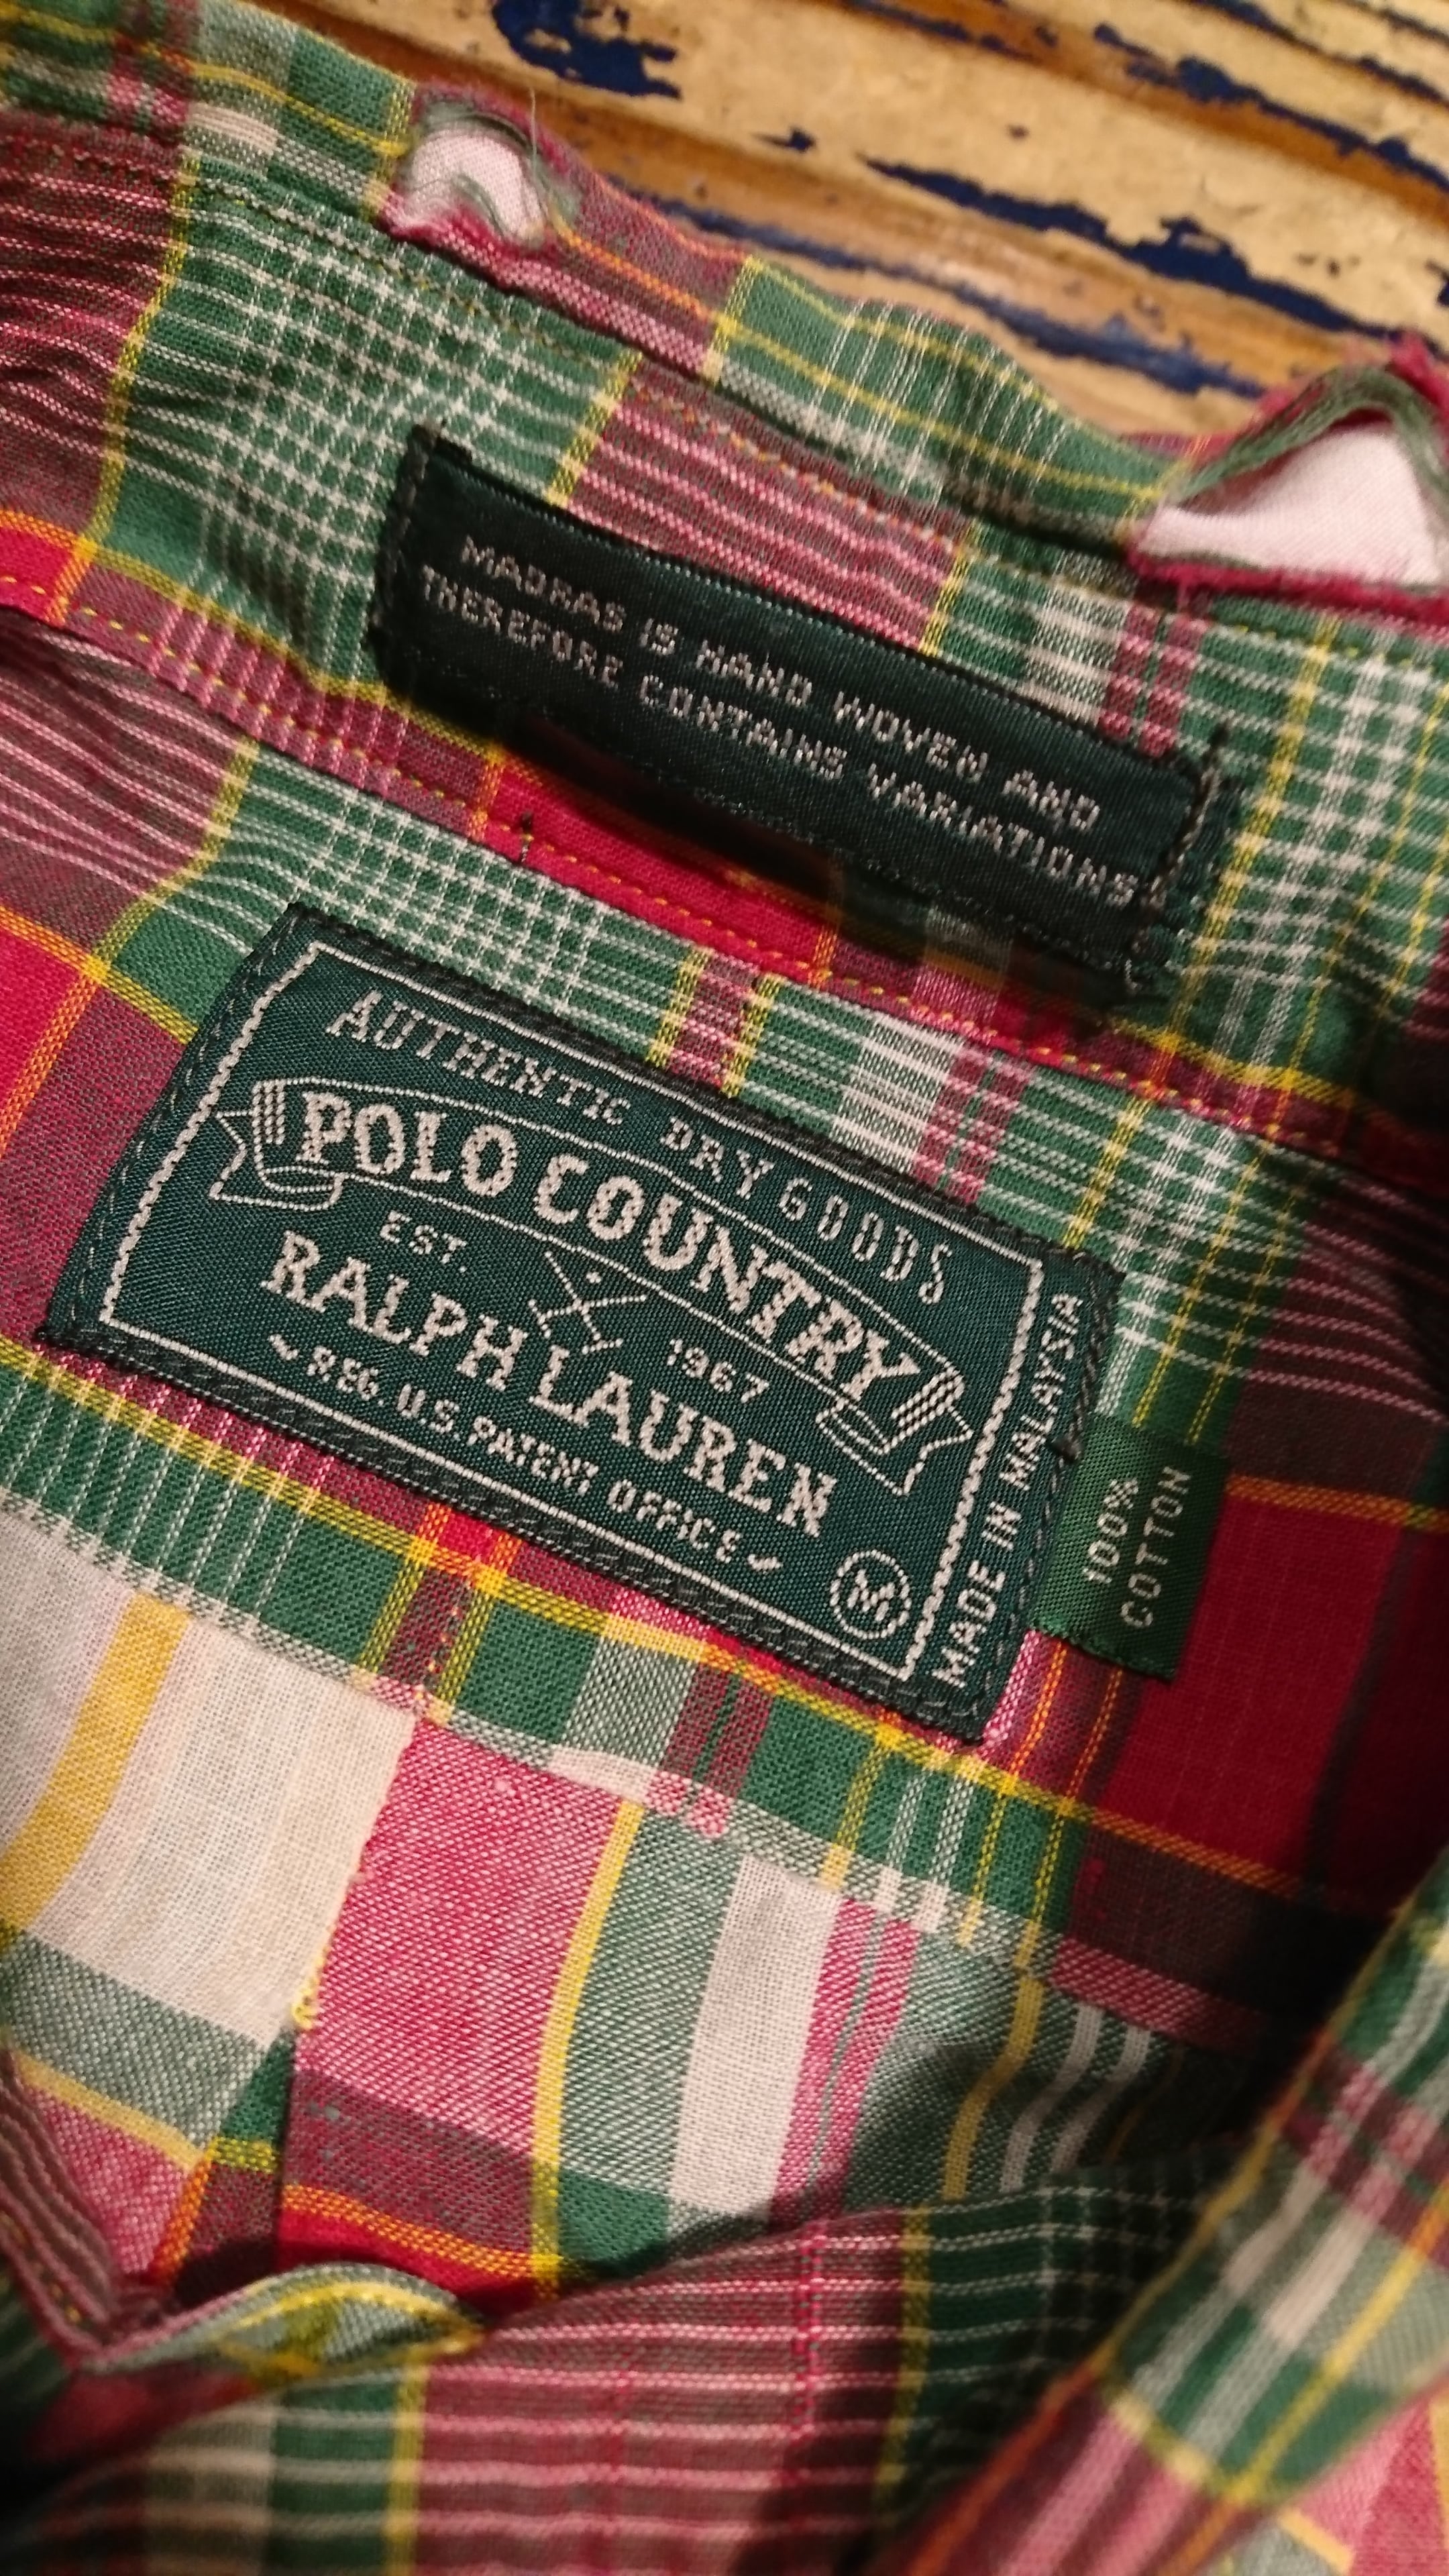 MADRAS IS HAND WOVEN AND
THEREFORE CONTAINS VARIATIONS
AUTHENTIC DRY GOODS
POLO COUNTRY
EST. 1967
RALPH LAUREN
REG. U.S. PATENT OFFICE
M
MADE IN MALAYSIA
100%
COTTON